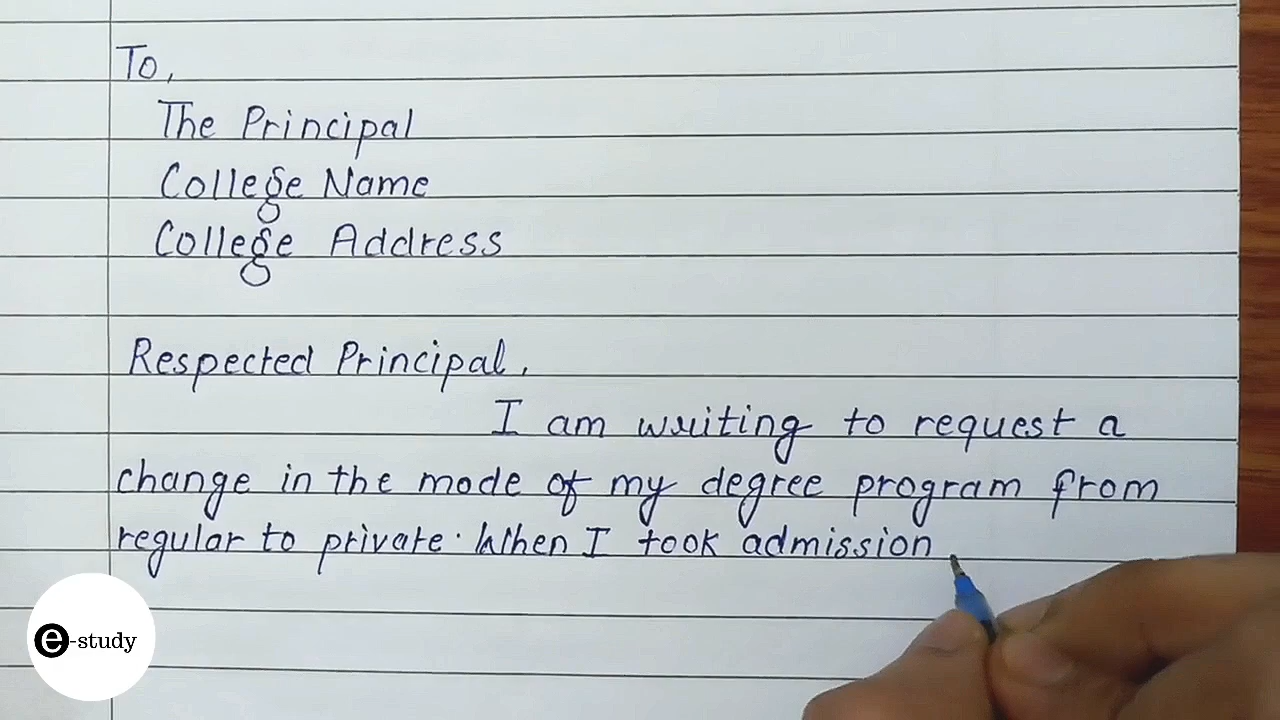 To,
The Principal
College Name
College Address
Respected Principal,
I am writing to request a
change in the mode of my degree program from
regular to private. When I took admission
e-study